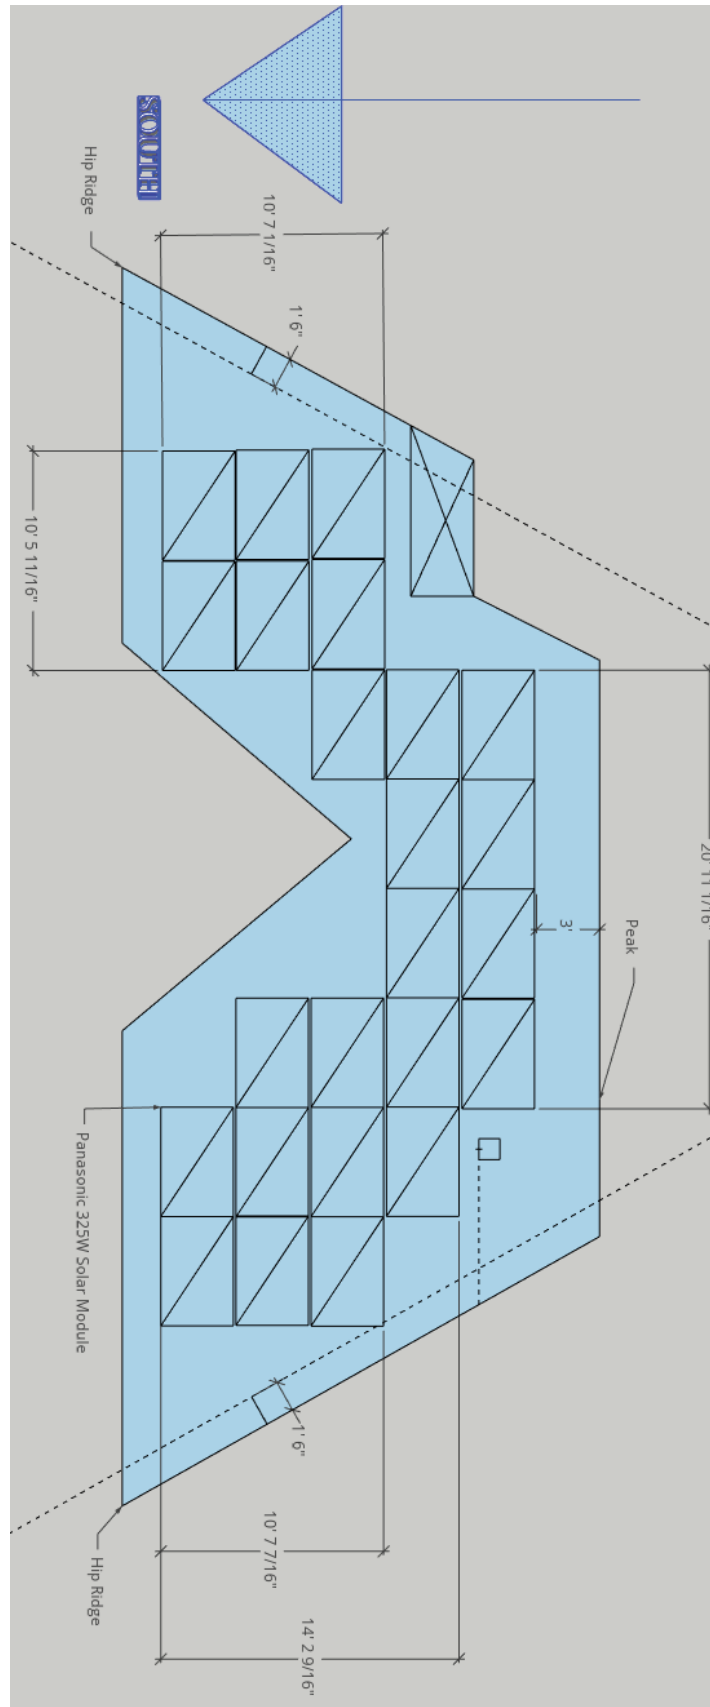 SOUTH
Hip Ridge
10' 7 1/16"
1' 6"
10' 5 11/16"
20' 11 1/16"
3'
Peak
Panasonic 325W Solar Module
1' 6"
10' 7 7/16"
Hip Ridge
14' 2 9/16"